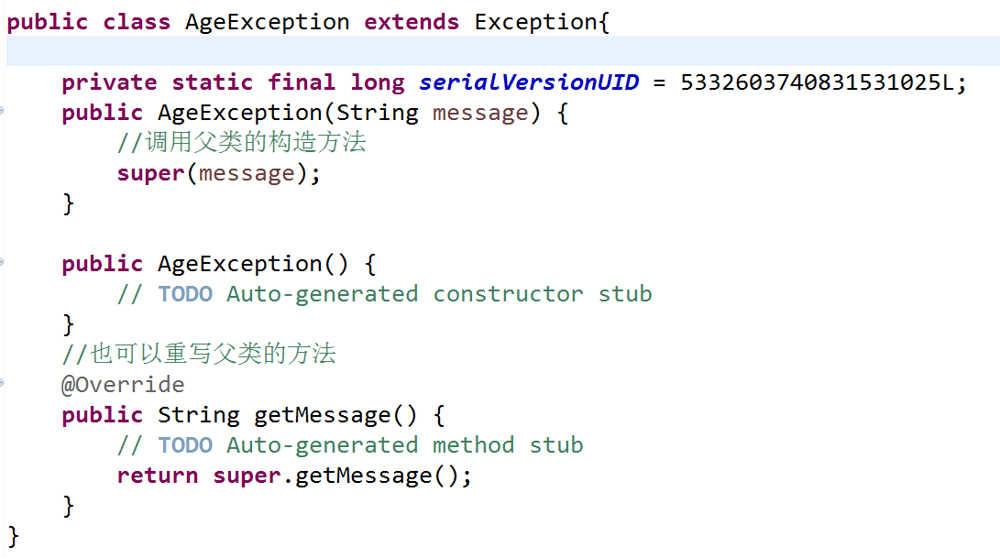 public class AgeException extends Exception{
private static final long serialVersionUID = 5332603740831531025L;
public AgeException(String message) {
//调用父类的构造方法
super(message);
}
public AgeException() {
// TODO Auto-generated constructor stub
}
//也可以重写父类的方法
@Override
public String getMessage() {
// TODO Auto-generated method stub
return super.getMessage();
}
}